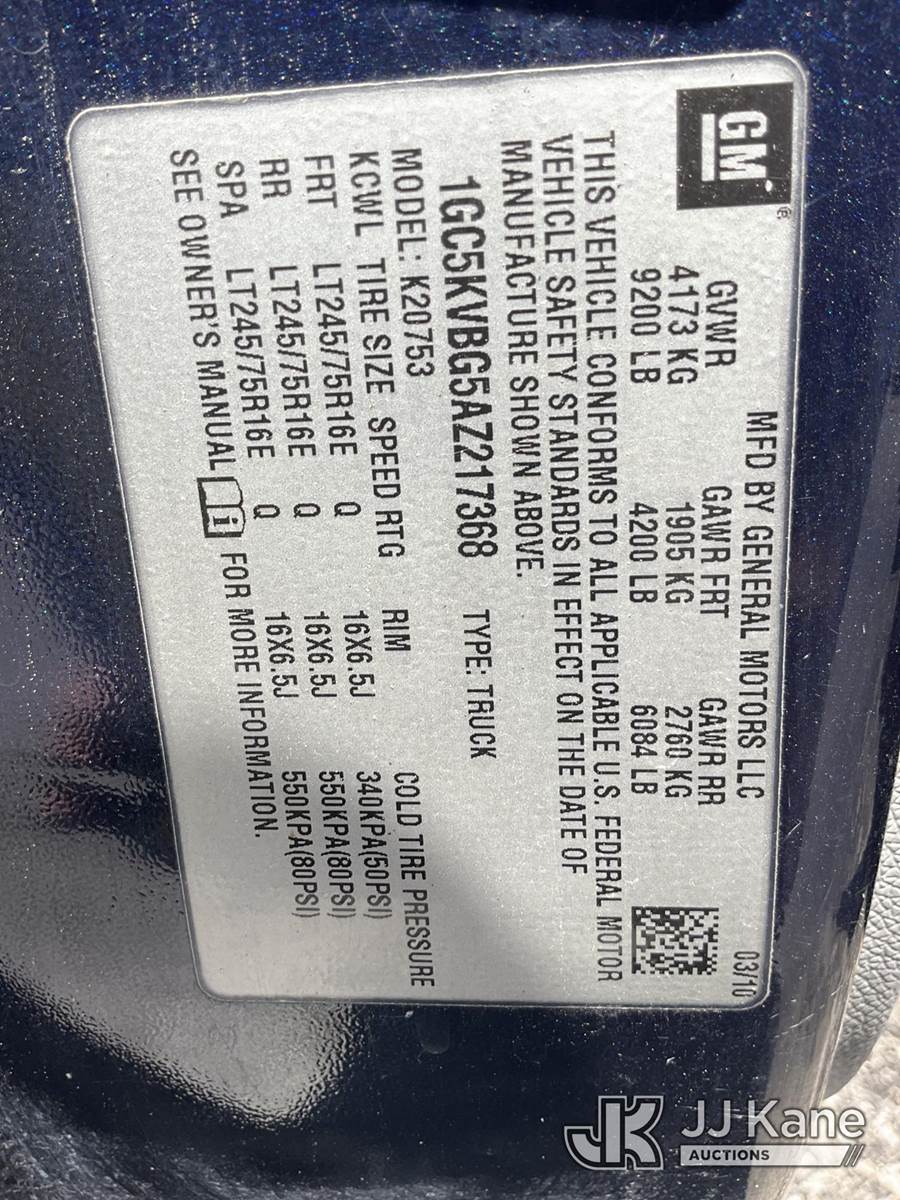 GM
MFD BY GENERAL MOTORS LLC 03/10
GVWR GAWR FRT GAWR RR
4173 KG 1905 KG 2760 KG
9200 LB 4200 LB 6084 LB
THIS VEHICLE CONFORMS TO ALL APPLICABLE U.S. FEDERAL MOTOR
VEHICLE SAFETY STANDARDS IN EFFECT ON THE DATE OF
MANUFACTURE SHOWN ABOVE.
1GC5KVBG5AZ217368 TYPE: TRUCK
MODEL: K20753
KCWL TIRE SIZE SPEED RTG RIM COLD TIRE PRESSURE
FRT LT245/75R16E Q 16X6.5J 340KPA(50PSI)
RR LT245/75R16E Q 16X6.5J 550KPA(80PSI)
SPA LT245/75R16E Q 16X6.5J 550KPA(80PSI)
SEE OWNER'S MANUAL i FOR MORE INFORMATION.
JK JJ Kane
AUCTIONS